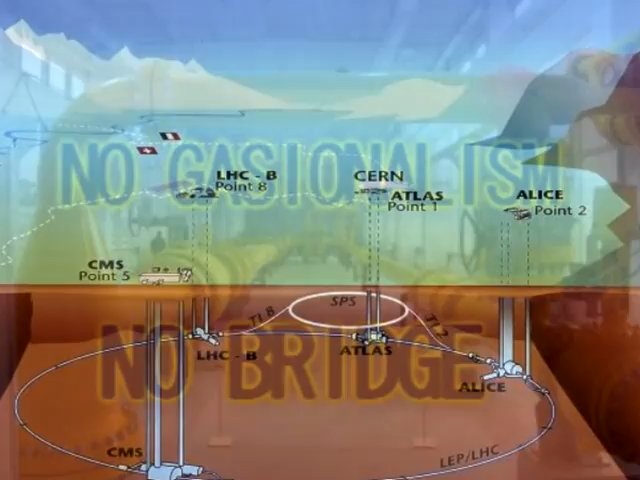 NO GASIONALISM
LHC - B
Point 8
CERN
ATLAS
Point 1
ALICE
Point 2
CMS
Point 5
SPS
TI 8
TI 2
NO BRIDGE
LHC - B
ATLAS
ALICE
CMS
LEP/LHC